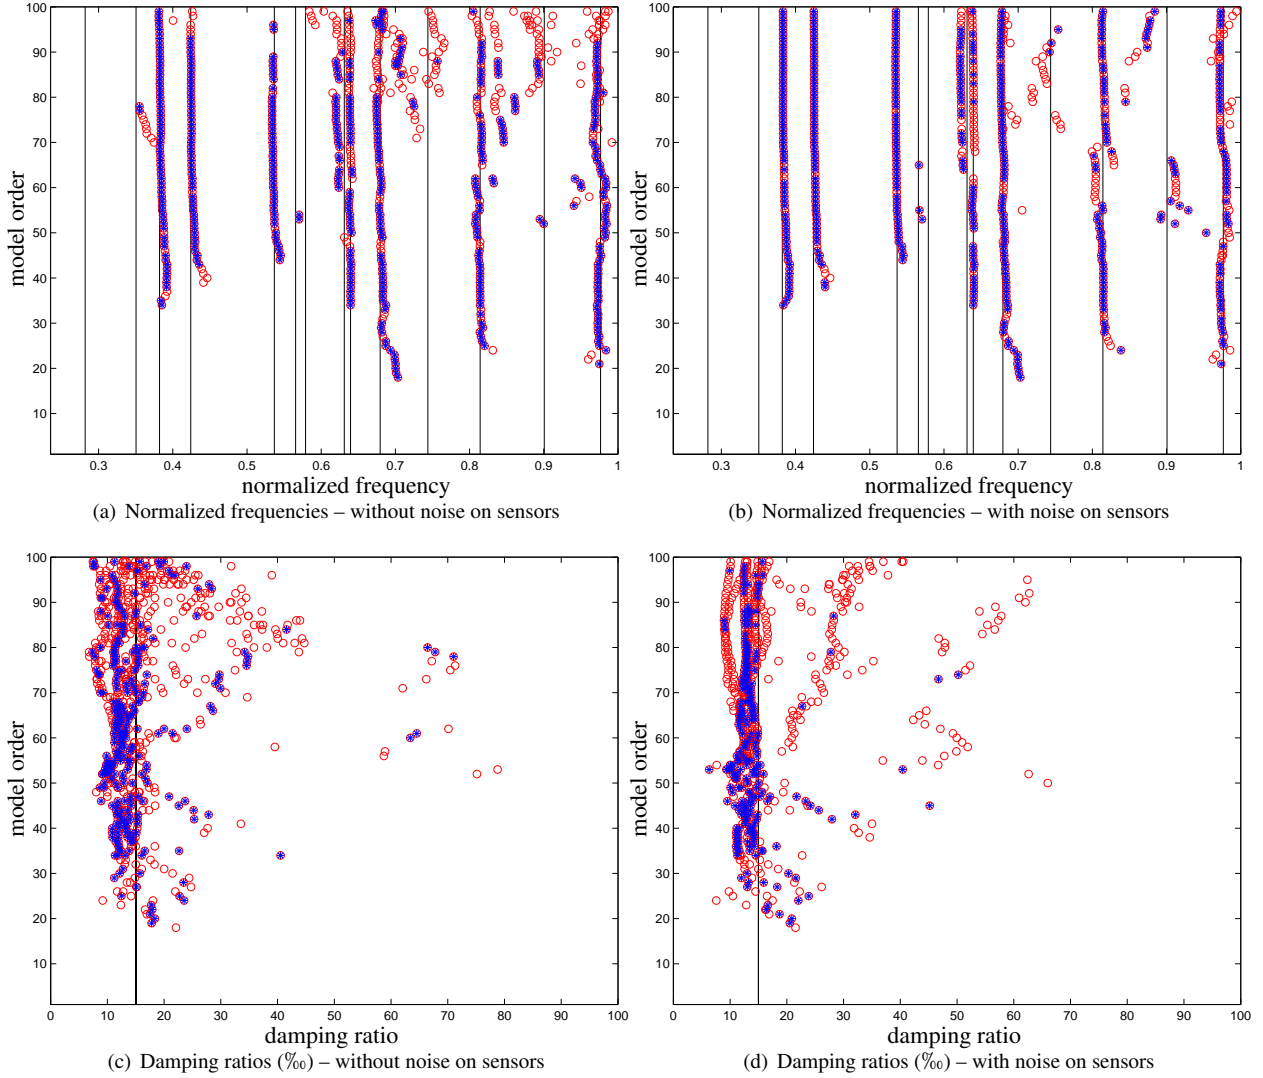 100
90
80
70
60
50
40
30
20
10
model order
0.3 0.4 0.5 0.6 0.7 0.8 0.9 1
normalized frequency
(a) Normalized frequencies – without noise on sensors
100
90
80
70
60
50
40
30
20
10
model order
0.3 0.4 0.5 0.6 0.7 0.8 0.9 1
normalized frequency
(b) Normalized frequencies – with noise on sensors
100
90
80
70
60
50
40
30
20
10
model order
0 10 20 30 40 50 60 70 80 90 100
damping ratio
(c) Damping ratios (‰) – without noise on sensors
100
90
80
70
60
50
40
30
20
10
model order
0 10 20 30 40 50 60 70 80 90 100
damping ratio
(d) Damping ratios (‰) – with noise on sensors